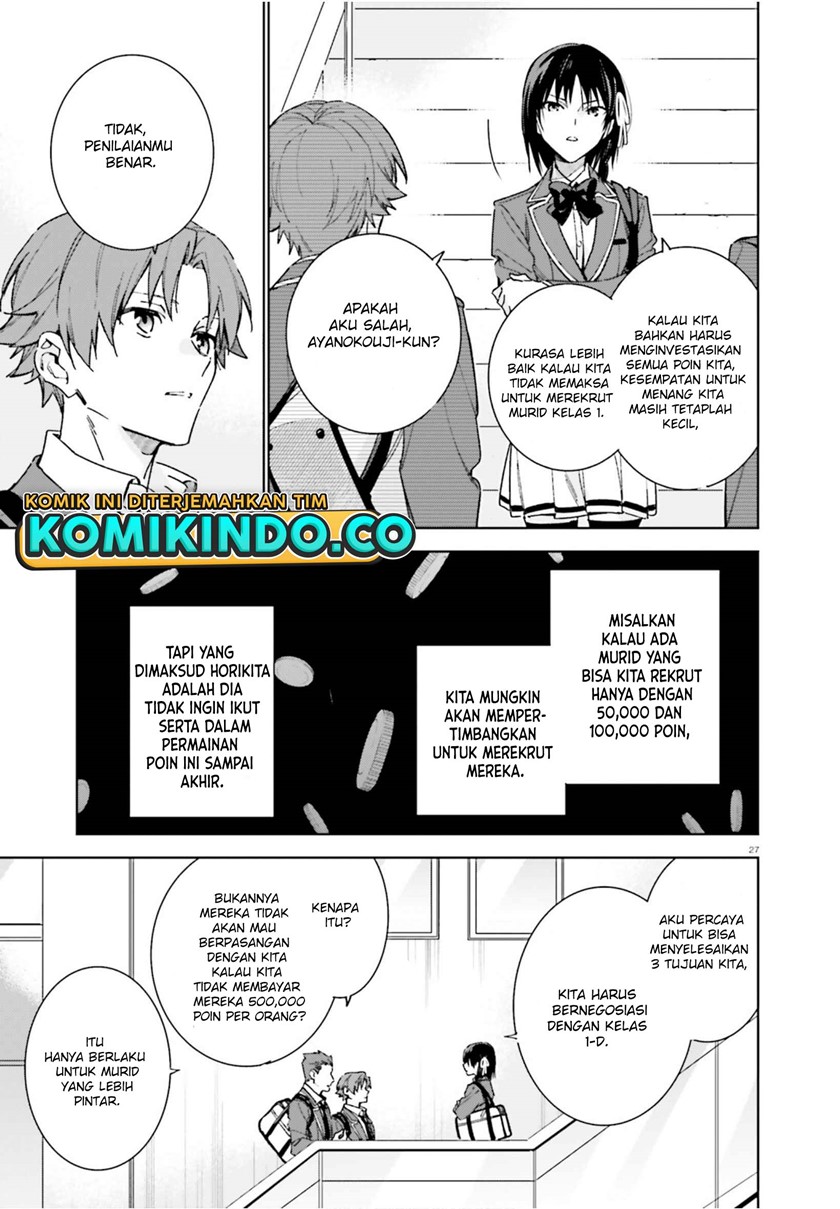 KALAU KITA
BAHKAN HARUS
MENGINVESTASIKAN
SEMUA POIN KITA,
KESEMPATAN UNTUK
MENANG KITA
MASIH TETAPLAH
KECIL,
KURASA LEBIH
BAIK KALAU KITA
TIDAK MEMAKSA
UNTUK MEREKRUT
MURID KELAS 1.
APAKAH
AKU SALAH,
AYANOKOUJI-KUN?
TIDAK,
PENILAIANMU
BENAR.
KOMIK INI DITERJEMAHKAN TIM
KOMIKINDO.CO
MISALKAN
KALAU ADA
MURID YANG
BISA KITA REKRUT
HANYA DENGAN
50,000 DAN
100,000 POIN,
KITA MUNGKIN
AKAN MEMPER-
TIMBANGKAN
UNTUK MEREKRUT
MEREKA.
TAPI YANG
DIMAKSUD HORIKITA
ADALAH DIA
TIDAK INGIN IKUT
SERTA DALAM
PERMAINAN
POIN INI SAMPAI
AKHIR.
27
AKU PERCAYA
UNTUK BISA
MENYELESAIKAN
3 TUJUAN KITA,
KITA HARUS
BERNEGOSIASI
DENGAN KELAS
1-D.
KENAPA
ITU?
BUKANNYA
MEREKA TIDAK
AKAN MAU
BERPASANGAN
DENGAN KITA
KALAU KITA
TIDAK MEMBAYAR
MEREKA 500,000
POIN PER ORANG?
ITU
HANYA BERLAKU
UNTUK MURID
YANG LEBIH
PINTAR.